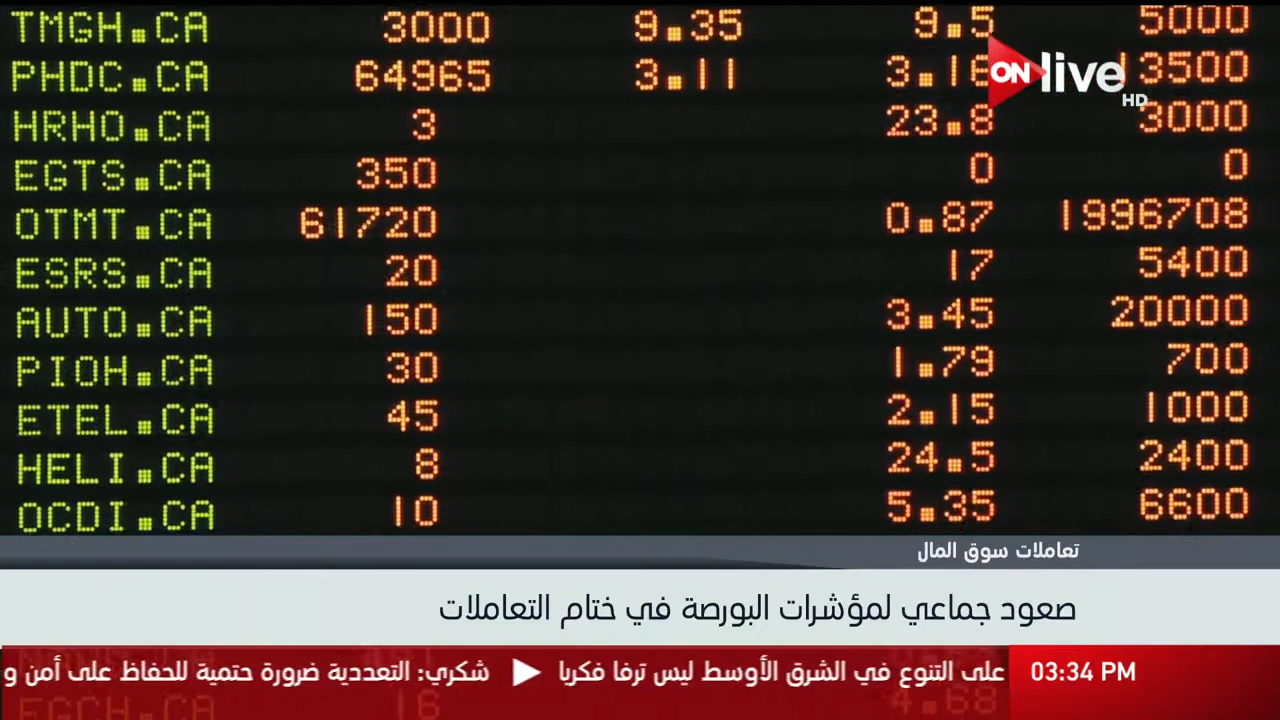 TMGH.CA 3000 9.35 9.5 5000
PHDC.CA 64965 3.11 3.16 13500
ON live HD
HRHO.CA 3 23.8 3000
EGTS.CA 350 0 0
OTMT.CA 61720 0.87 1996708
ESRS.CA 20 17 5400
AUTO.CA 150 3.45 20000
PIOH.CA 30 1.79 700
ETEL.CA 45 2.15 1000
HELI.CA 8 24.5 2400
OCDI.CA 10 5.35 6600
تعاملات سوق المال
صعود جماعي لمؤشرات البورصة في ختام التعاملات
على التنوع في الشرق الأوسط ليس ترفا فكريا ◀ شكري: التعددية ضرورة حتمية للحفاظ على أمن و
03:34 PM
EGCH.CA 16 4.68